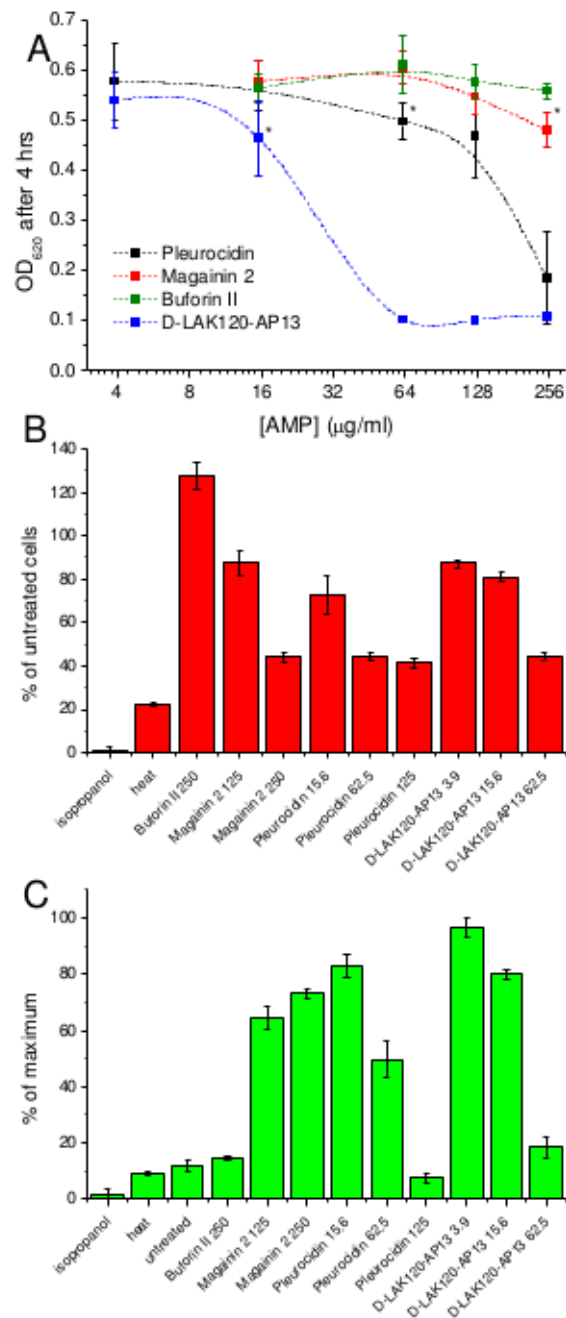 A
0.7
0.6
0.5
0.4
0.3
0.2
0.1
0.0
OD620 after 4 hrs
*
*
*
Pleurocidin
Magainin 2
Buforin II
D-LAK120-AP13
4 8 16 32 64 128 256
[AMP] (μg/ml)
B
140
120
100
80
60
40
20
0
% of untreated cells
isopropanol
heat
Buforin II 250
Magainin 2 125
Magainin 2 250
Pleurocidin 15.6
Pleurocidin 62.5
Pleurocidin 125
D-LAK120-AP13 3.9
D-LAK120-AP13 15.6
D-LAK120-AP13 62.5
C
100
80
60
40
20
0
% of maximum
isopropanol
heat
untreated
Buforin II 250
Magainin 2 125
Magainin 2 250
Pleurocidin 15.6
Pleurocidin 62.5
Pleurocidin 125
D-LAK120-AP13 3.9
D-LAK120-AP13 15.6
D-LAK120-AP13 62.5